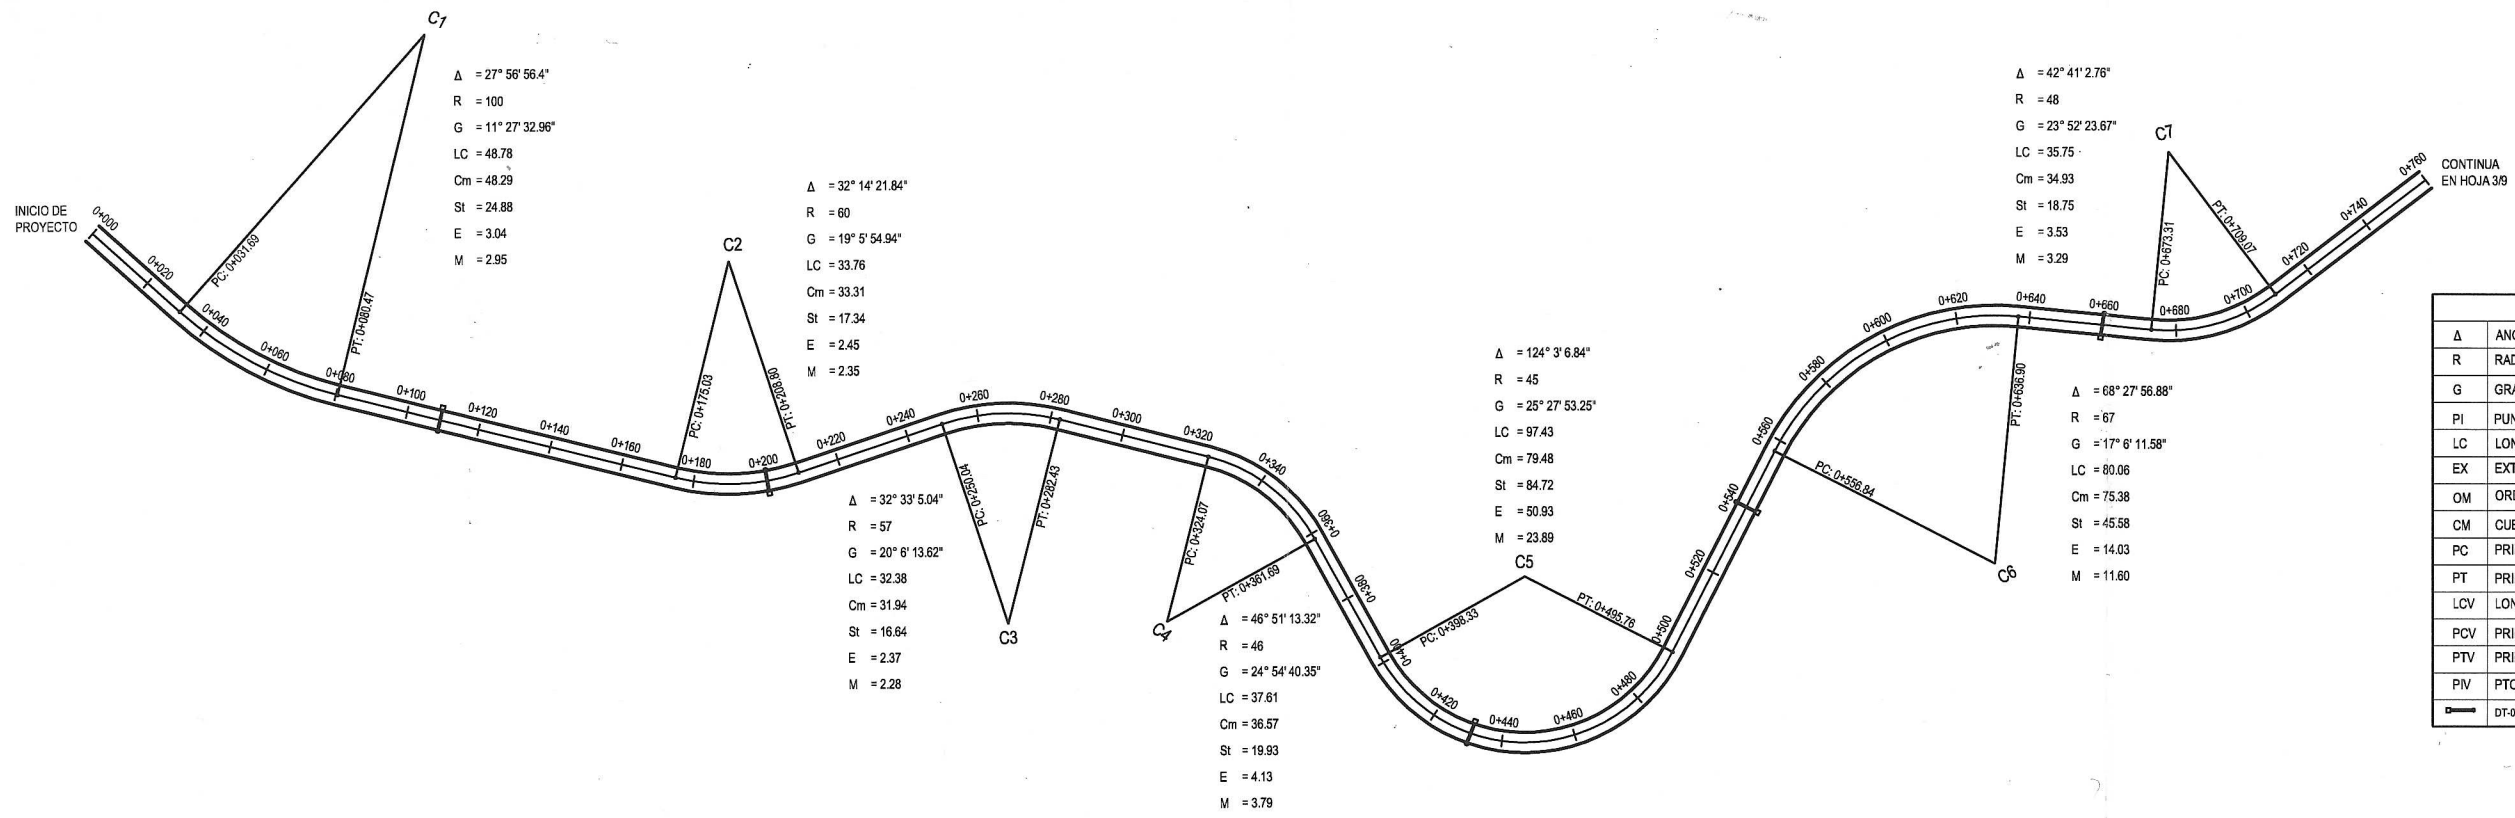 C1
Δ = 27° 56' 56.4"
R = 100
G = 11° 27' 32.96"
LC = 48.78
Cm = 48.29
St = 24.88
E = 3.04
M = 2.95
INICIO DE
PROYECTO
0+000
0+020
PC: 0+031.69
0+040
0+060
PT: 0+080.47
0+080
0+100
0+120
0+140
0+160
C2
PC: 0+175.03
0+180
0+200
PT: 0+208.80
Δ = 32° 14' 21.84"
R = 60
G = 19° 5' 54.94"
LC = 33.76
Cm = 33.31
St = 17.34
E = 2.45
M = 2.35
0+220
0+240
PC: 0+250.04
0+260
0+280
PT: 0+282.43
C3
Δ = 32° 33' 5.04"
R = 57
G = 20° 6' 13.62"
LC = 32.38
Cm = 31.94
St = 16.64
E = 2.37
M = 2.28
0+300
0+320
PC: 0+324.07
0+340
0+360
PT: 0+361.69
C4
Δ = 46° 51' 13.32"
R = 46
G = 24° 54' 40.35"
LC = 37.61
Cm = 36.57
St = 19.93
E = 4.13
M = 3.79
0+380
PC: 0+398.33
0+400
0+420
0+440
0+460
0+480
PT: 0+495.76
0+500
C5
Δ = 124° 3' 6.84"
R = 45
G = 25° 27' 53.25"
LC = 97.43
Cm = 79.48
St = 84.72
E = 50.93
M = 23.89
0+520
0+540
PC: 0+556.84
0+560
0+580
0+600
0+620
PT: 0+636.90
0+640
C6
Δ = 68° 27' 56.88"
R = 67
G = 17° 6' 11.58"
LC = 80.06
Cm = 75.38
St = 45.58
E = 14.03
M = 11.60
0+660
PC: 0+673.31
0+680
0+700
PT: 0+709.07
C7
Δ = 42° 41' 2.76"
R = 48
G = 23° 52' 23.67"
LC = 35.75
Cm = 34.93
St = 18.75
E = 3.53
M = 3.29
0+720
0+740
0+760
CONTINUA
EN HOJA 3/9
Δ
R
G
PI
LC
EX
OM
CM
PC
PT
LCV
PCV
PTV
PIV